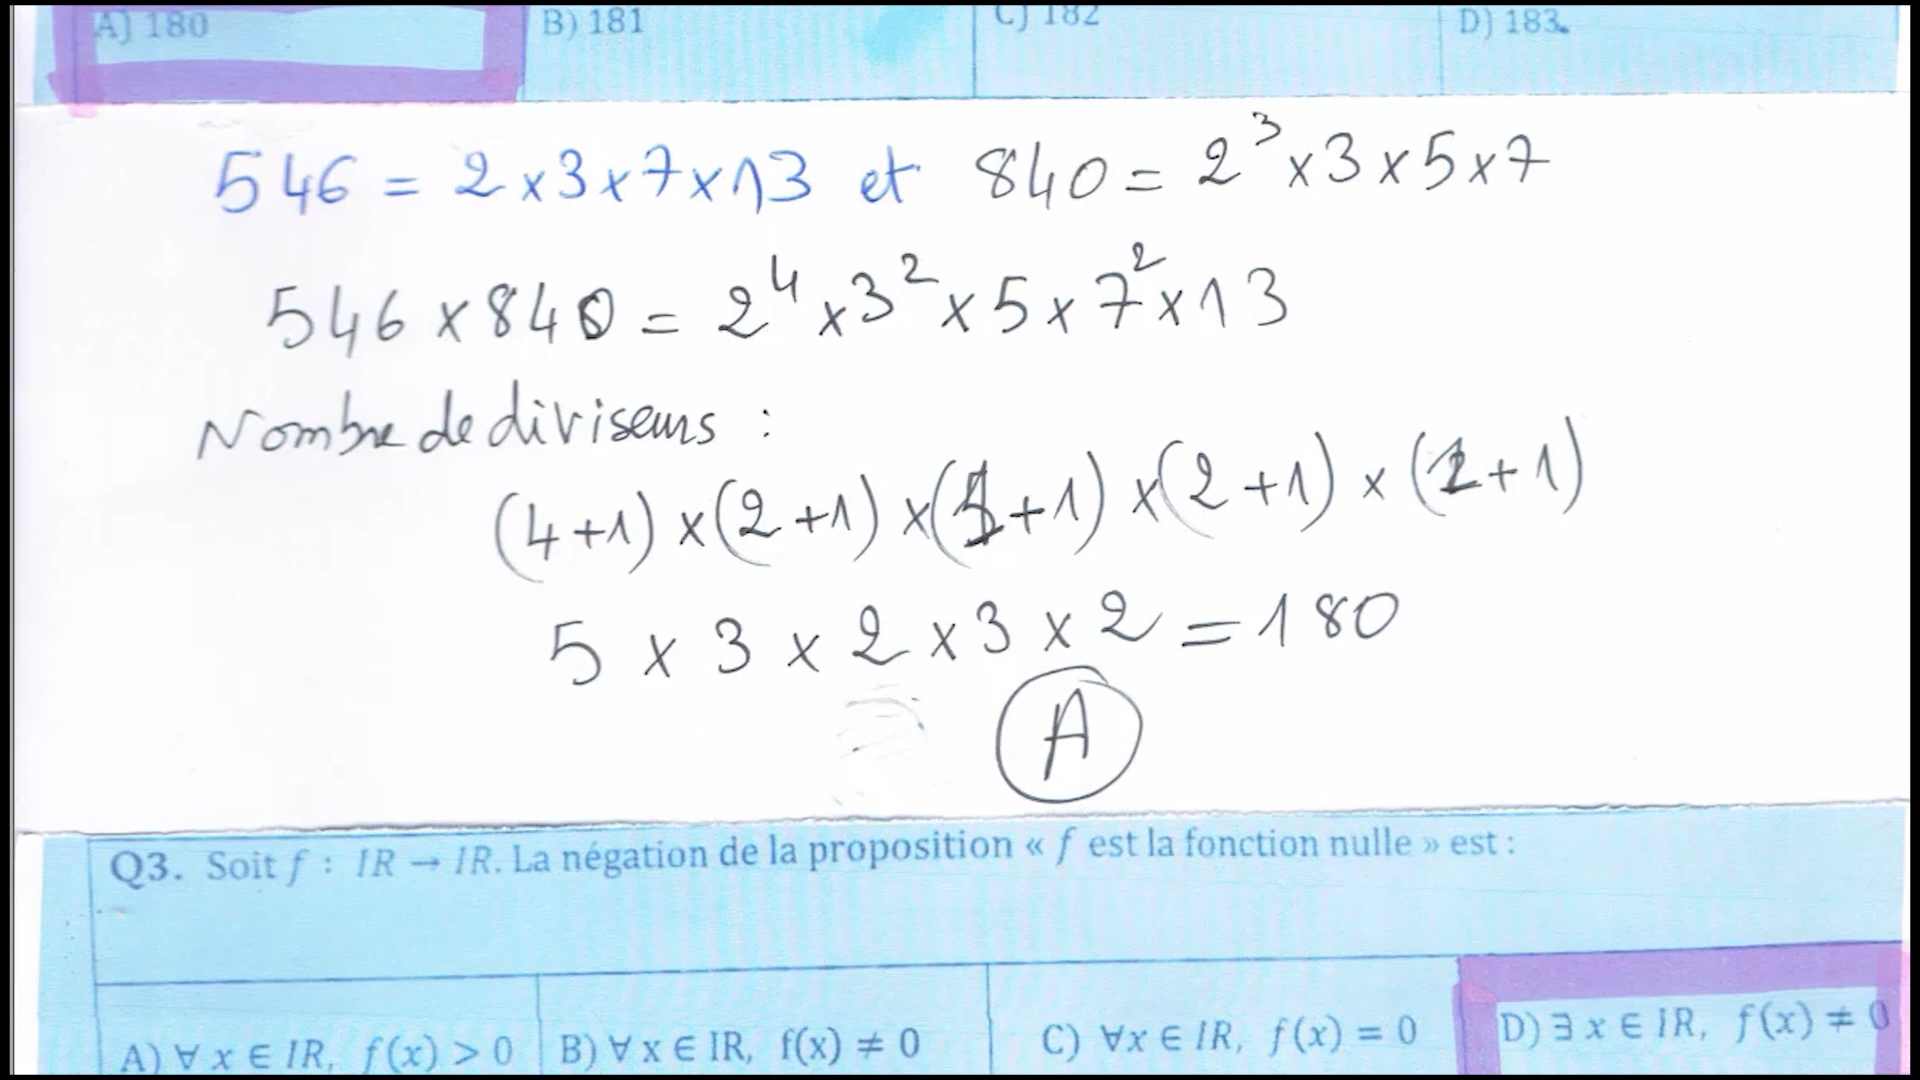 A) 180 B) 181 C) 182 D) 183.
546 = 2 x 3 x 7 x 13 et 840 = 2³ x 3 x 5 x 7
546 x 840 = 2⁴ x 3² x 5 x 7² x 13
Nombre de diviseurs :
(4+1) x (2+1) x (1+1) x (2+1) x (1+1)
5 x 3 x 2 x 3 x 2 = 180
A
Q3. Soit f : IR → IR. La négation de la proposition « f est la fonction nulle » est :
A) ∀ x ∈ IR, f(x) > 0 B) ∀ x ∈ IR, f(x) ≠ 0 C) ∀x ∈ IR, f(x) = 0 D) ∃ x ∈ IR, f(x) ≠ 0